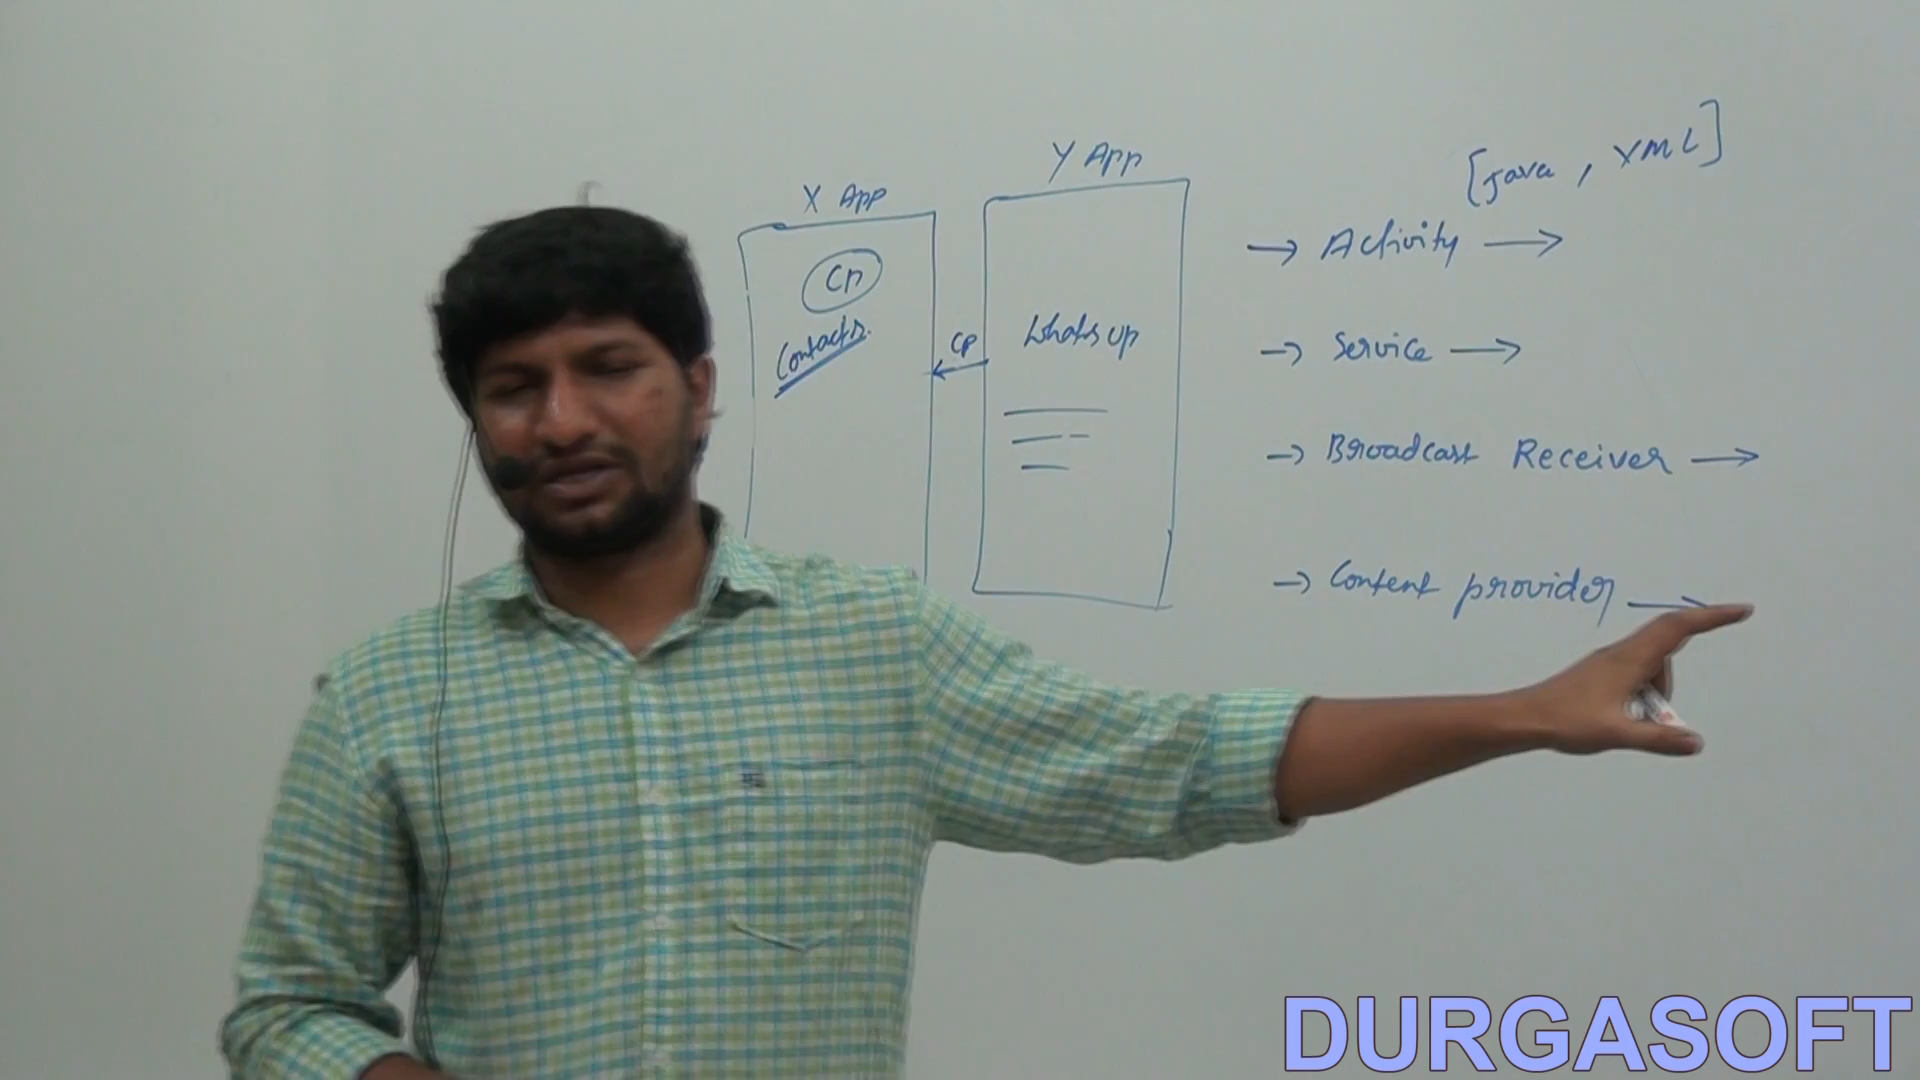 X App
CP
Contacts.
CP
Y App
Whats up
[Java, XML]
→ Activity →
→ Service →
→ Broadcast Receiver →
→ Content provider →
DURGASOFT